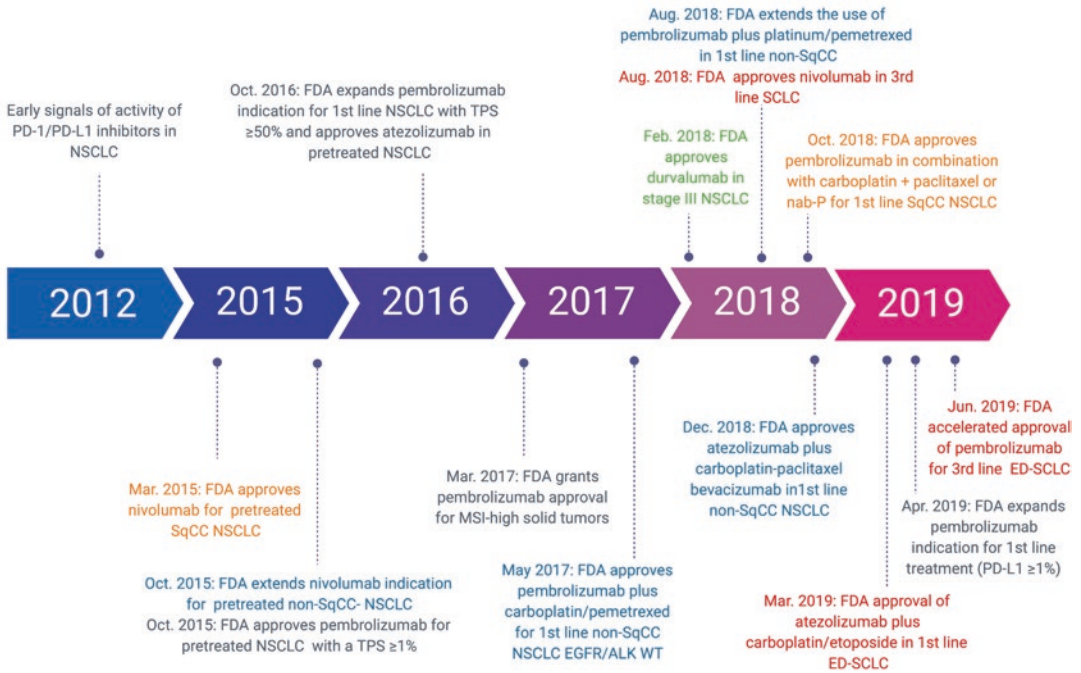 Early signals of activity of
PD-1/PD-L1 inhibitors in
NSCLC
Oct. 2016: FDA expands pembrolizumab
indication for 1st line NSCLC with TPS
≥50% and approves atezolizumab in
pretreated NSCLC
Aug. 2018: FDA extends the use of
pembrolizumab plus platinum/pemetrexed
in 1st line non-SqCC
Aug. 2018: FDA approves nivolumab in 3rd
line SCLC
Feb. 2018: FDA
approves
durvalumab in
stage III NSCLC
Oct. 2018: FDA approves
pembrolizumab in combination
with carboplatin + paclitaxel or
nab-P for 1st line SqCC NSCLC
2012
2015
2016
2017
2018
2019
Mar. 2015: FDA approves
nivolumab for pretreated
SqCC NSCLC
Oct. 2015: FDA extends nivolumab indication
for pretreated non-SqCC- NSCLC
Oct. 2015: FDA approves pembrolizumab for
pretreated NSCLC with a TPS ≥1%
Mar. 2017: FDA grants
pembrolizumab approval
for MSI-high solid tumors
May 2017: FDA approves
pembrolizumab plus
carboplatin/pemetrexed
for 1st line non-SqCC
NSCLC EGFR/ALK WT
Dec. 2018: FDA approves
atezolizumab plus
carboplatin-paclitaxel
bevacizumab in1st line
non-SqCC NSCLC
Mar. 2019: FDA approval of
atezolizumab plus
carboplatin/etoposide in 1st line
ED-SCLC
Apr. 2019: FDA expands
pembrolizumab
indication for 1st line
treatment (PD-L1 ≥1%)
Jun. 2019: FDA
accelerated approval
of pembrolizumab
for 3rd line ED-SCLC